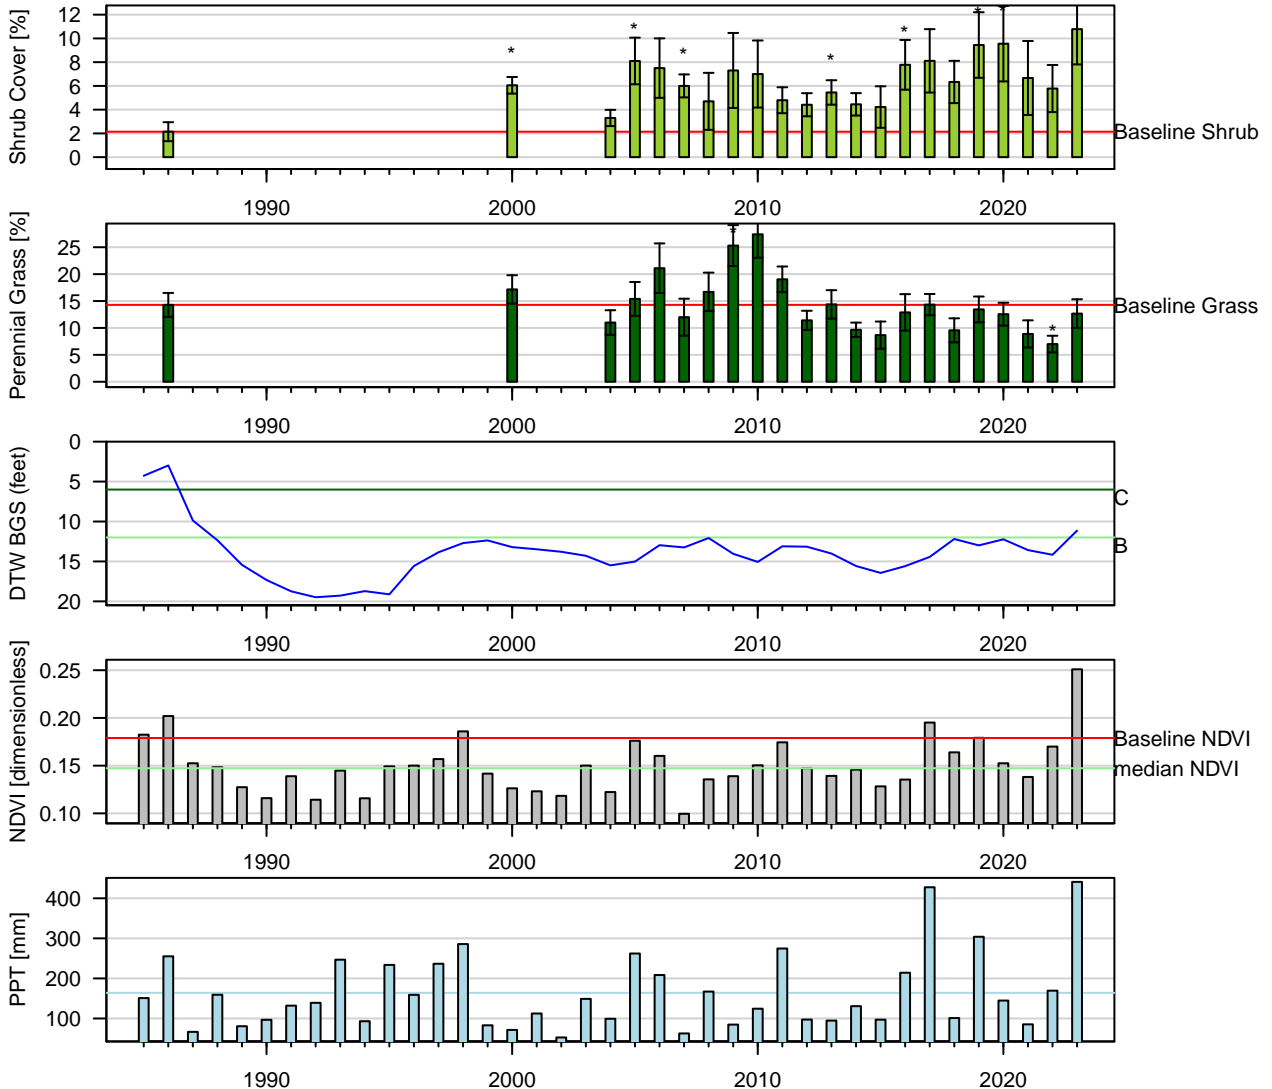 Shrub Cover [%]
12
10
8
6
4
2
0
* * * * * * *
Baseline Shrub
1990 2000 2010 2020
Perennial Grass [%]
25
20
15
10
5
0
* *
Baseline Grass
1990 2000 2010 2020
DTW BGS (feet)
0
5
10
15
20
C
B
1990 2000 2010 2020
NDVI [dimensionless]
0.25
0.20
0.15
0.10
Baseline NDVI
median NDVI
1990 2000 2010 2020
PPT [mm]
400
300
200
100
1990 2000 2010 2020